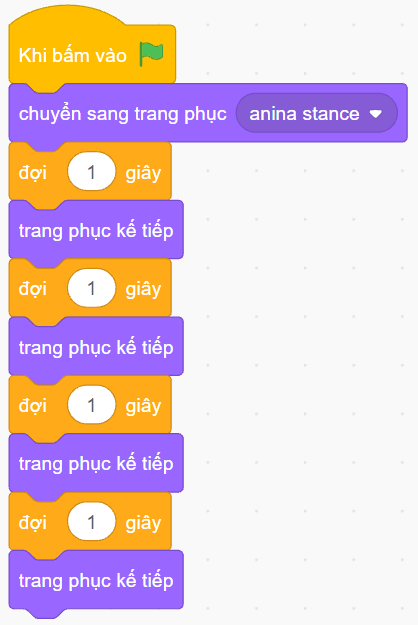 Khi bấm vào
chuyển sang trang phục anina stance
đợi 1 giây
trang phục kế tiếp
đợi 1 giây
trang phục kế tiếp
đợi 1 giây
trang phục kế tiếp
đợi 1 giây
trang phục kế tiếp